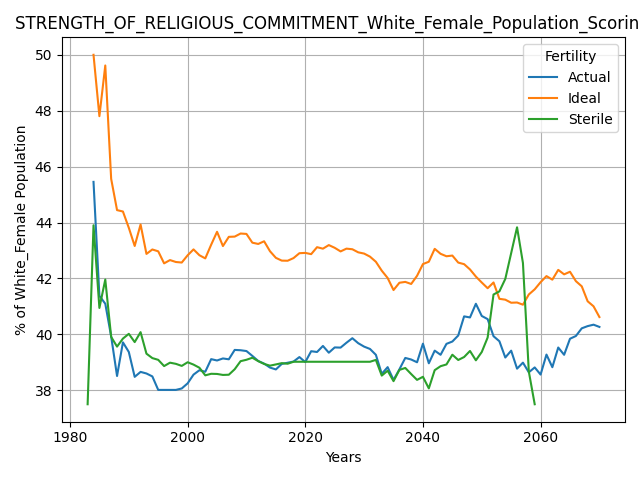 STRENGTH_OF_RELIGIOUS_COMMITMENT_White_Female_Population_Scorin
Fertility
Actual
Ideal
Sterile
% of White_Female Population
50
48
46
44
42
40
38
1980
2000
2020
2040
2060
Years